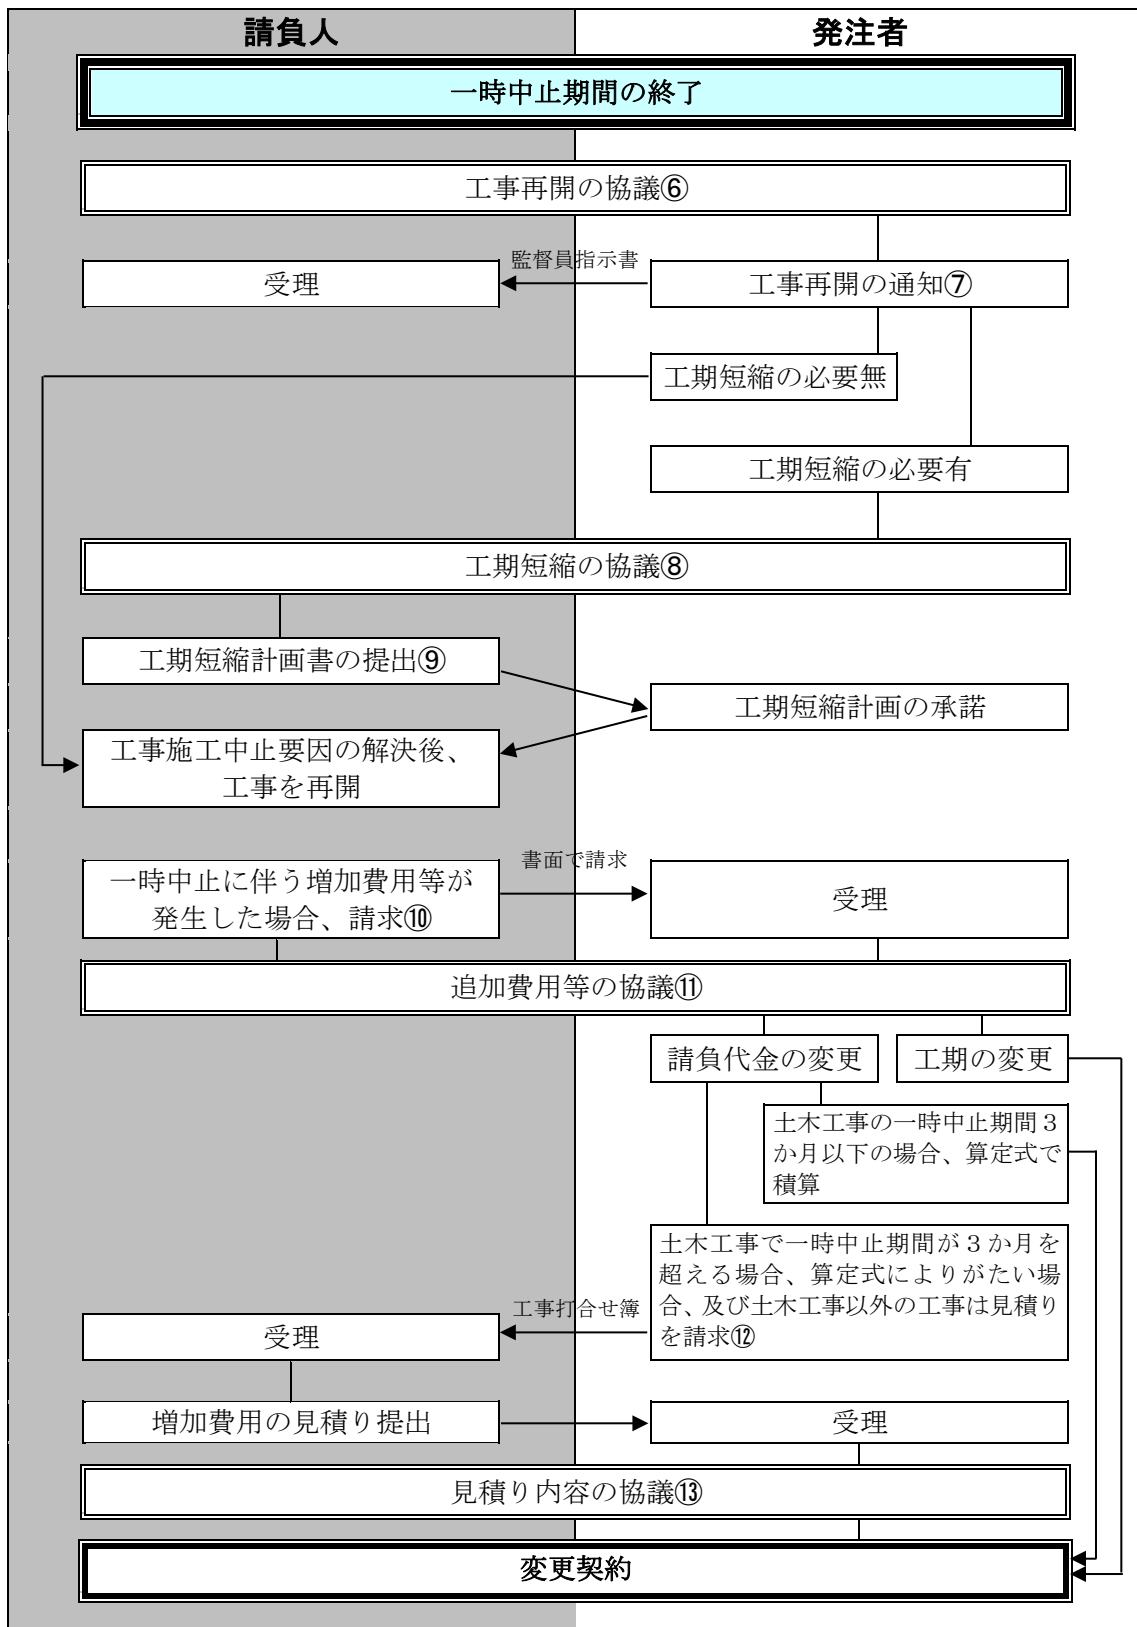 請負人
発注者
一時中止期間の終了
工事再開の協議⑥
監督員指示書
受理
工事再開の通知⑦
工期短縮の必要無
工期短縮の必要有
工期短縮の協議⑧
工期短縮計画書の提出⑨
工期短縮計画の承諾
工事施工中止要因の解決後、
工事を再開
書面で請求
一時中止に伴う増加費用等が
発生した場合、請求⑩
受理
追加費用等の協議⑪
請負代金の変更
工期の変更
土木工事の一時中止期間3
か月以下の場合、算定式で
積算
土木工事で一時中止期間が3か月を
超える場合、算定式によりがたい場
合、及び土木工事以外の工事は見積り
を請求⑫
工事打合せ簿
受理
増加費用の見積り提出
受理
見積り内容の協議⑬
変更契約